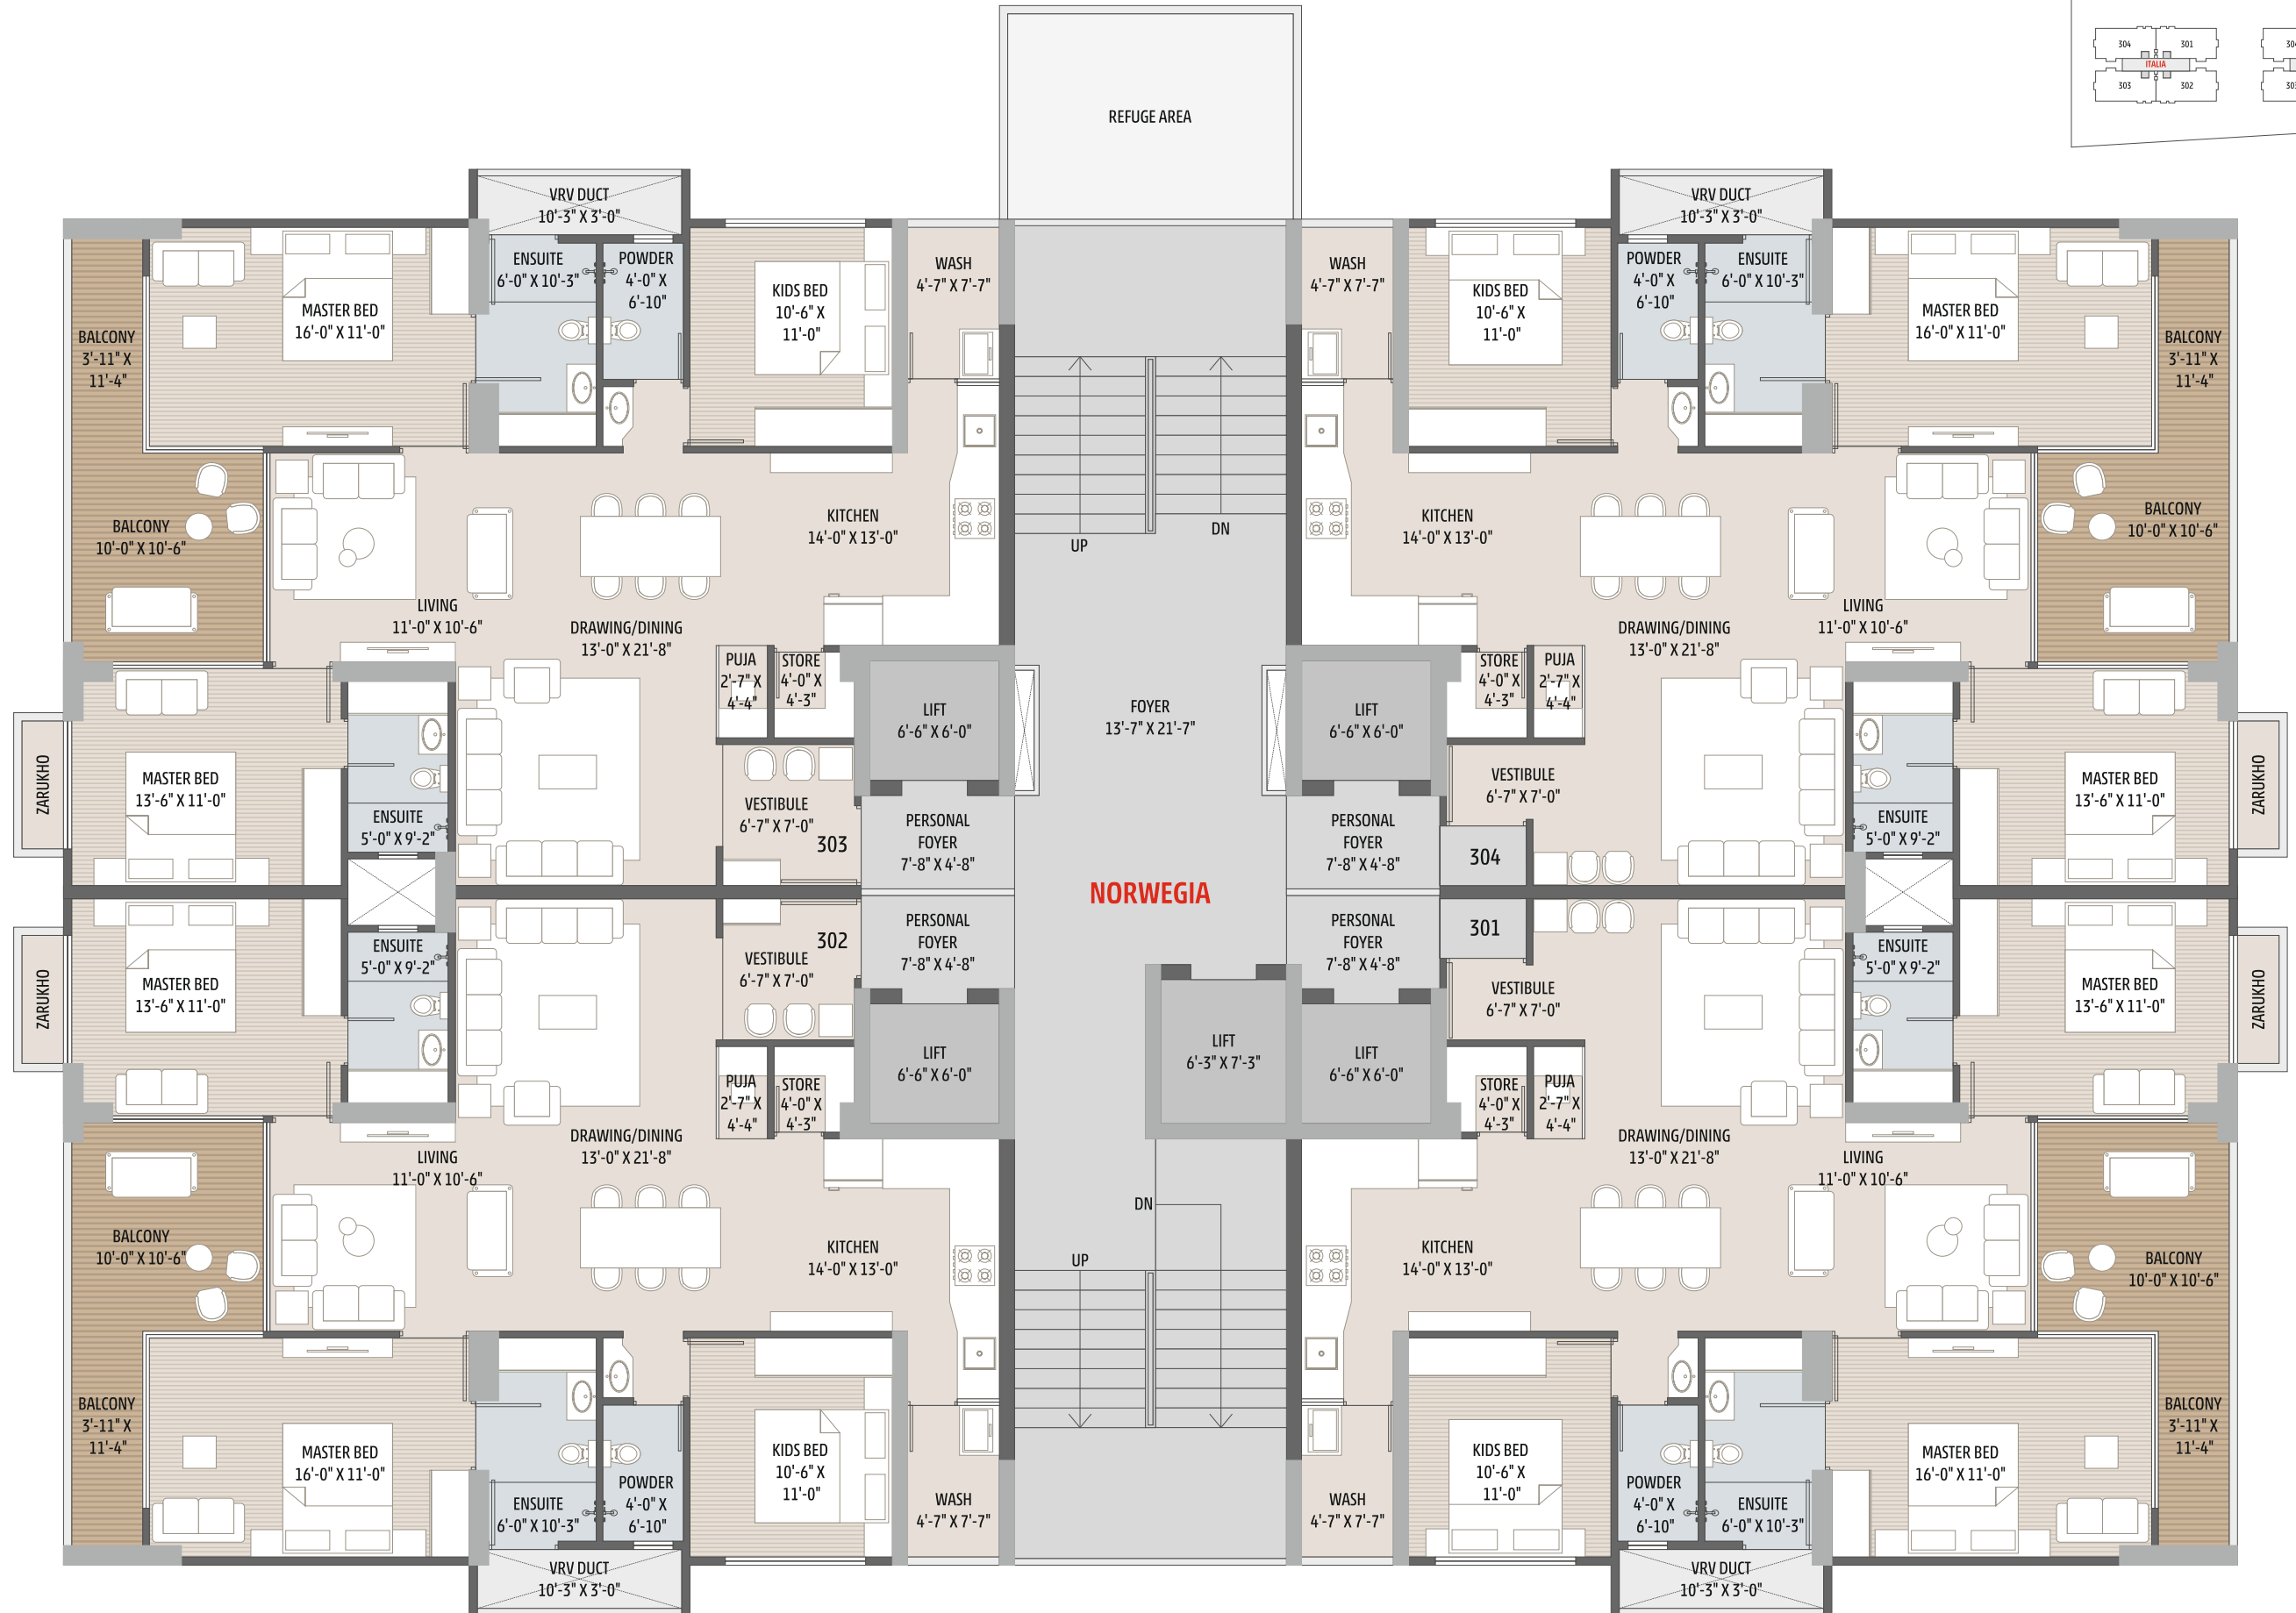 304
301
ITALIA
303
302
REFUGE AREA
VRV DUCT
10'-3" X 3'-0"
VRV DUCT
10'-3" X 3'-0"
BALCONY
3'-11" X
11'-4"
MASTER BED
16'-0" X 11'-0"
ENSUITE
6'-0" X 10'-3"
POWDER
4'-0" X
6'-10"
KIDS BED
10'-6" X
11'-0"
WASH
4'-7" X 7'-7"
WASH
4'-7" X 7'-7"
KIDS BED
10'-6" X
11'-0"
POWDER
4'-0" X
6'-10"
ENSUITE
6'-0" X 10'-3"
MASTER BED
16'-0" X 11'-0"
BALCONY
3'-11" X
11'-4"
BALCONY
10'-0" X 10'-6"
LIVING
11'-0" X 10'-6"
DRAWING/DINING
13'-0" X 21'-8"
KITCHEN
14'-0" X 13'-0"
UP
DN
KITCHEN
14'-0" X 13'-0"
DRAWING/DINING
13'-0" X 21'-8"
LIVING
11'-0" X 10'-6"
BALCONY
10'-0" X 10'-6"
PUJA
2'-7" X
4'-4"
STORE
4'-0" X
4'-3"
LIFT
6'-6" X 6'-0"
FOYER
13'-7" X 21'-7"
LIFT
6'-6" X 6'-0"
STORE
4'-0" X
4'-3"
PUJA
2'-7" X
4'-4"
ZARUKHO
MASTER BED
13'-6" X 11'-0"
ENSUITE
5'-0" X 9'-2"
VESTIBULE
6'-7" X 7'-0"
303
PERSONAL
FOYER
7'-8" X 4'-8"
PERSONAL
FOYER
7'-8" X 4'-8"
VESTIBULE
6'-7" X 7'-0"
304
ENSUITE
5'-0" X 9'-2"
MASTER BED
13'-6" X 11'-0"
ZARUKHO
NORWEGIA
ZARUKHO
MASTER BED
13'-6" X 11'-0"
ENSUITE
5'-0" X 9'-2"
302
VESTIBULE
6'-7" X 7'-0"
PERSONAL
FOYER
7'-8" X 4'-8"
PERSONAL
FOYER
7'-8" X 4'-8"
301
VESTIBULE
6'-7" X 7'-0"
ENSUITE
5'-0" X 9'-2"
MASTER BED
13'-6" X 11'-0"
ZARUKHO
PUJA
2'-7" X
4'-4"
STORE
4'-0" X
4'-3"
LIFT
6'-6" X 6'-0"
LIFT
6'-3" X 7'-3"
LIFT
6'-6" X 6'-0"
STORE
4'-0" X
4'-3"
PUJA
2'-7" X
4'-4"
BALCONY
10'-0" X 10'-6"
LIVING
11'-0" X 10'-6"
DRAWING/DINING
13'-0" X 21'-8"
KITCHEN
14'-0" X 13'-0"
DN
UP
KITCHEN
14'-0" X 13'-0"
DRAWING/DINING
13'-0" X 21'-8"
LIVING
11'-0" X 10'-6"
BALCONY
10'-0" X 10'-6"
BALCONY
3'-11" X
11'-4"
MASTER BED
16'-0" X 11'-0"
ENSUITE
6'-0" X 10'-3"
POWDER
4'-0" X
6'-10"
KIDS BED
10'-6" X
11'-0"
WASH
4'-7" X 7'-7"
WASH
4'-7" X 7'-7"
KIDS BED
10'-6" X
11'-0"
POWDER
4'-0" X
6'-10"
ENSUITE
6'-0" X 10'-3"
MASTER BED
16'-0" X 11'-0"
BALCONY
3'-11" X
11'-4"
VRV DUCT
10'-3" X 3'-0"
VRV DUCT
10'-3" X 3'-0"